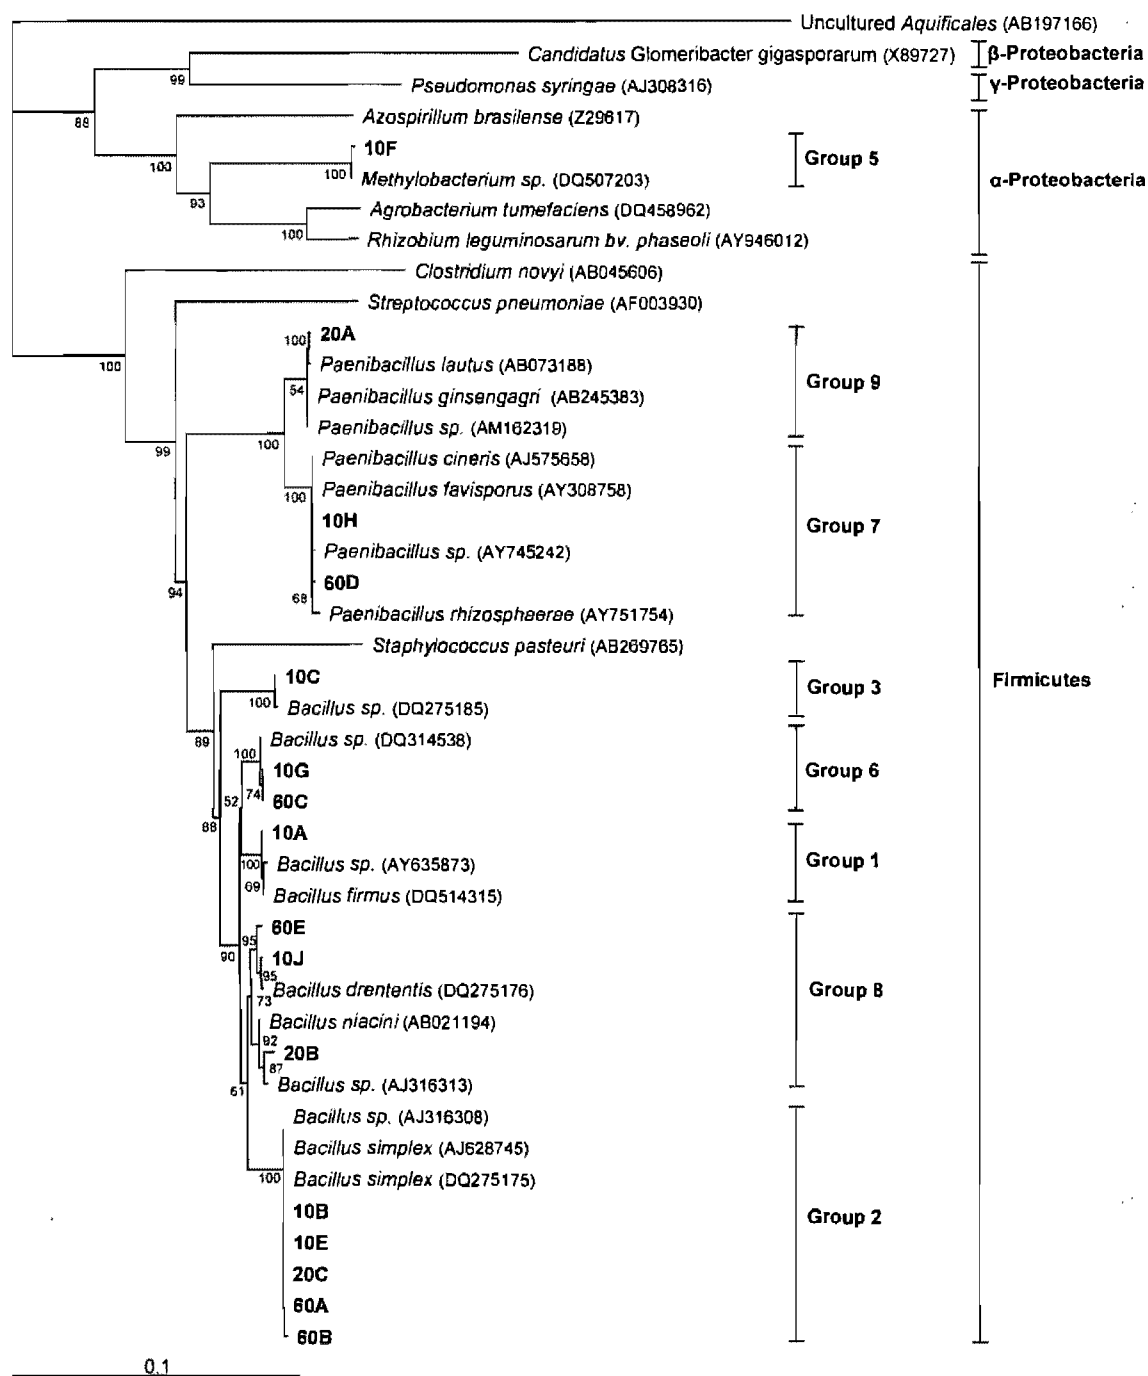 Uncultured Aquificales (AB197166)
Candidatus Glomeribacter gigasporarum (X89727)
β-Proteobacteria
99
Pseudomonas syringae (AJ308316)
γ-Proteobacteria
88
Azospirillum brasilense (Z29617)
10F
Group 5
100
100
Methylobacterium sp. (DQ507203)
α-Proteobacteria
93
Agrobacterium tumefaciens (DQ458962)
100
Rhizobium leguminosarum bv. phaseoli (AY946012)
Clostridium novyi (AB045606)
Streptococcus pneumoniae (AF003930)
100
20A
100
Paenibacillus lautus (AB073188)
Group 9
54
Paenibacillus ginsengagri (AB245383)
Paenibacillus sp. (AM162319)
99
100
Paenibacillus cineris (AJ575658)
Paenibacillus favisporus (AY308758)
100
10H
Group 7
Paenibacillus sp. (AY745242)
60D
94
68
Paenibacillus rhizosphaerae (AY751754)
Staphylococcus pasteuri (AB269765)
10C
Group 3
Firmicutes
100
Bacillus sp. (DQ275185)
89
Bacillus sp. (DQ314538)
100
10G
Group 6
74
60C
52
88
10A
100
Bacillus sp. (AY635873)
Group 1
69
Bacillus firmus (DQ514315)
60E
95
90
10J
95
Bacillus drentensis (DQ275176)
Group 8
73
Bacillus niacini (AB021194)
92
20B
87
Bacillus sp. (AJ316313)
61
Bacillus sp. (AJ316308)
Bacillus simplex (AJ628745)
100
Bacillus simplex (DQ275175)
10B
Group 2
10E
20C
60A
60B
0.1